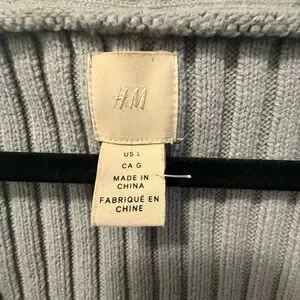 H&M
US L
CA G
MADE IN
CHINA
FABRIQUÉ EN
CHINE